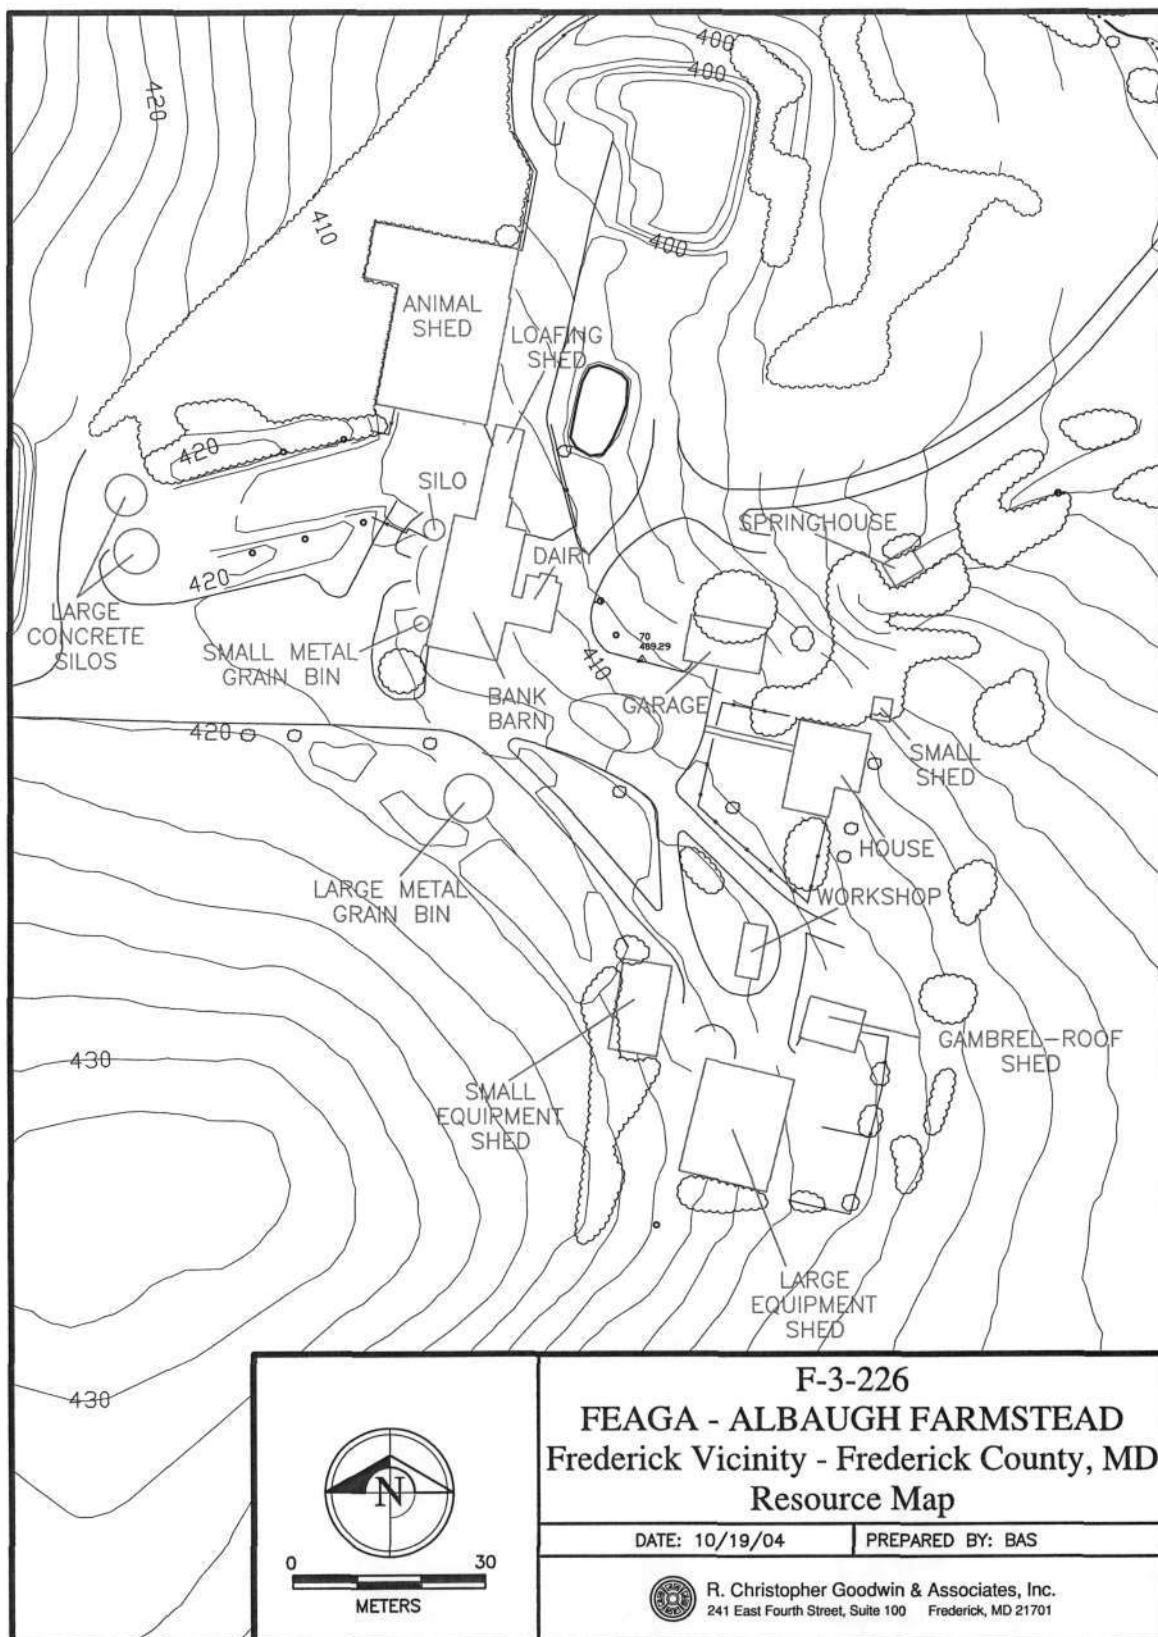 400
400
420
410
400
ANIMAL
SHED
LOAFING
SHED
420
SILO
SPRINGHOUSE
DAIRY
420
LARGE
CONCRETE
SILOS
SMALL METAL
GRAIN BIN
70
409.29
410
BANK
BARN
GARAGE
420
SMALL
SHED
HOUSE
LARGE METAL
GRAIN BIN
WORKSHOP
GAMBREL-ROOF
SHED
430
SMALL
EQUIPMENT
SHED
LARGE
EQUIPMENT
SHED
430
N
0 30
METERS
F-3-226
FEAGA - ALBAUGH FARMSTEAD
Frederick Vicinity - Frederick County, MD
Resource Map
DATE: 10/19/04 PREPARED BY: BAS
R. Christopher Goodwin & Associates, Inc.
241 East Fourth Street, Suite 100 Frederick, MD 21701